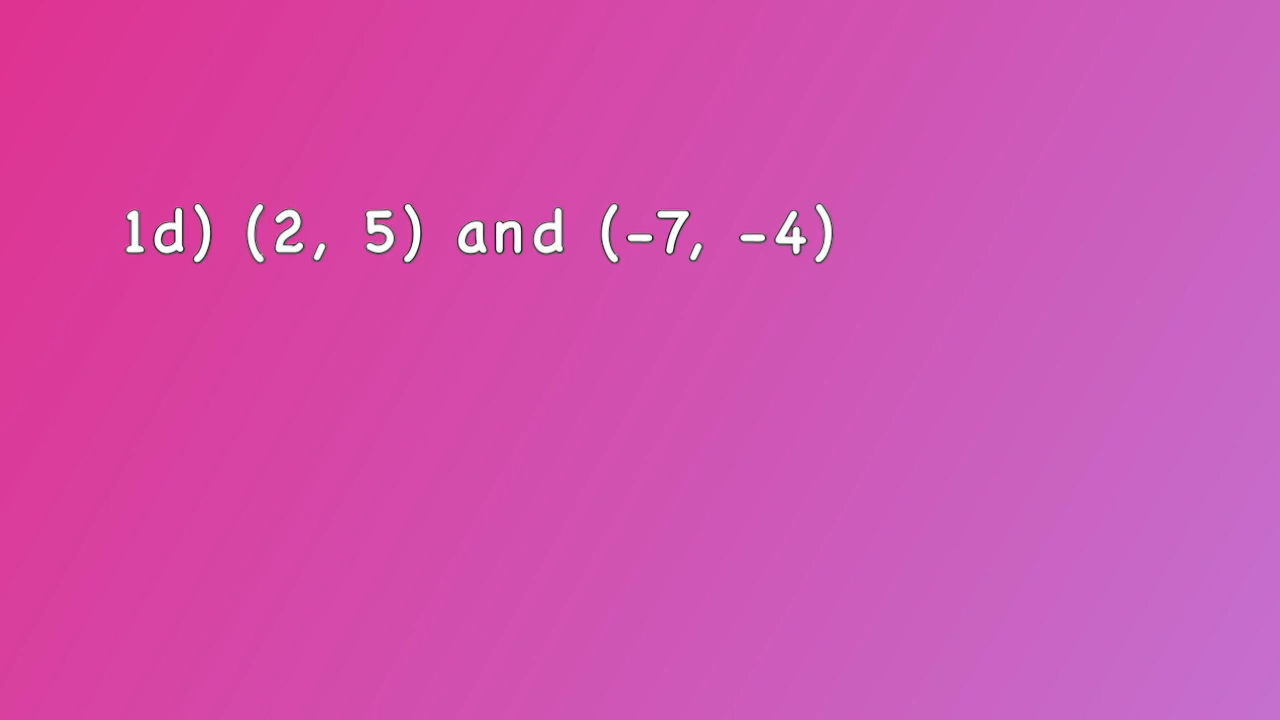 1d) (2, 5) and (-7, -4)